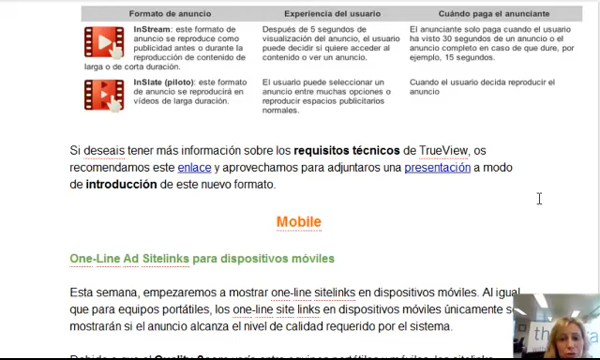 Formato de anuncio Experiencia del usuario Cuándo paga el anunciante
InStream: este formato de anuncio se reproduce como publicidad antes o durante la reproducción de contenido de larga o de corta duración.
Después de 5 segundos de visualización del anuncio, el usuario puede decidir si quiere acceder al contenido o ver un anuncio.
El anunciante solo paga cuando el usuario ha visto 30 segundos de un anuncio o el anuncio completo en caso de que dure, por ejemplo, 15 segundos.
InSlate (piloto): este formato de anuncio se reproducirá en vídeos de larga duración.
El usuario puede seleccionar un anuncio entre muchas opciones o reproducir espacios publicitarios normales.
Cuando el usuario decida reproducir el anuncio
Si deseais tener más información sobre los requisitos técnicos de TrueView, os
recomendamos este enlace y aprovechamos para adjuntaros una presentación a modo
de introducción de este nuevo formato.
Mobile
One-Line Ad Sitelinks para dispositivos móviles
Esta semana, empezaremos a mostrar one-line sitelinks en dispositivos móviles. Al igual
que para equipos portátiles, los one-line site links en dispositivos móviles únicamente se
mostrarán si el anuncio alcanza el nivel de calidad requerido por el sistema.